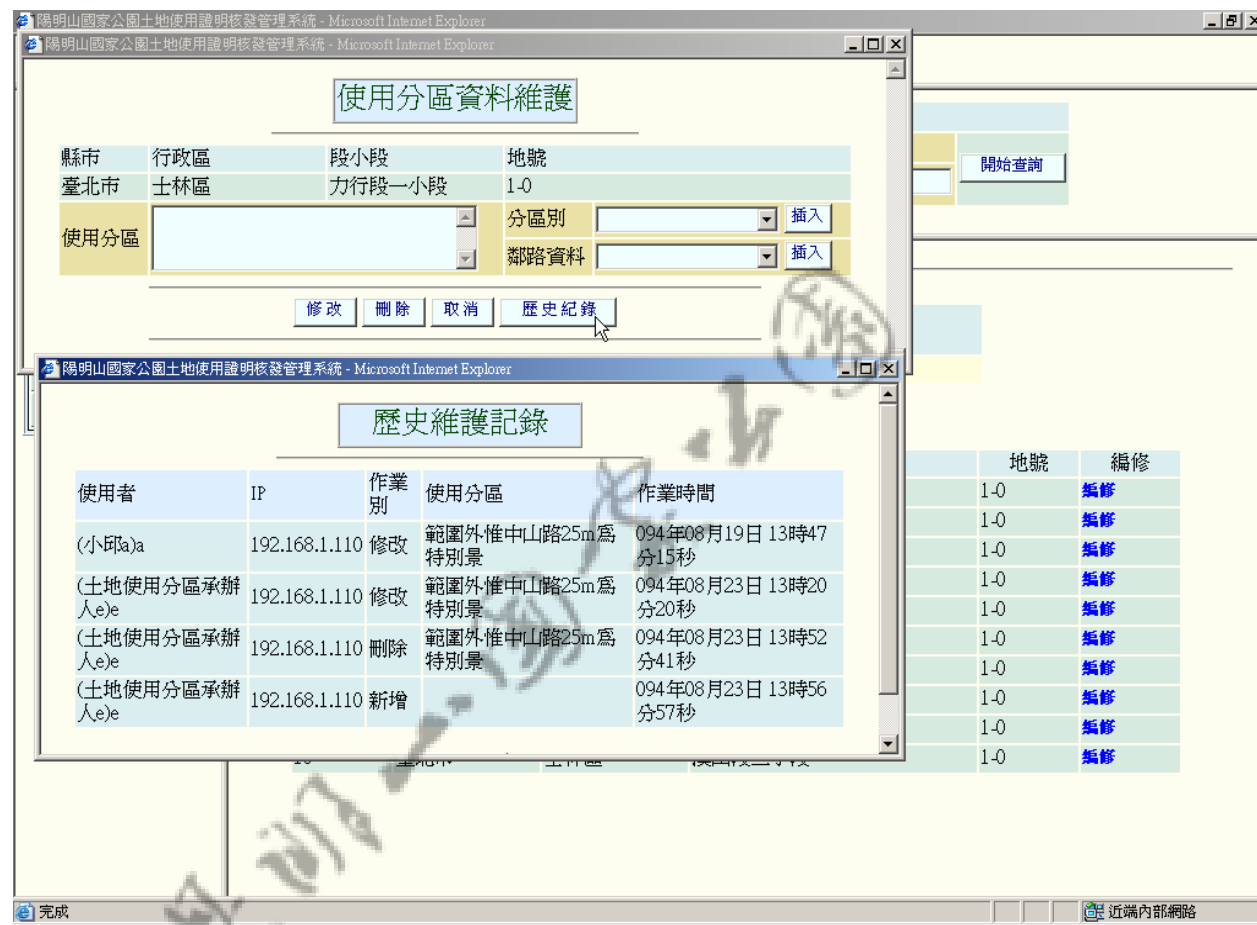 陽明山國家公園土地使用證明核發管理系統 - Microsoft Internet Explorer
陽明山國家公園土地使用證明核發管理系統 - Microsoft Internet Explorer
使用分區資料維護
縣市 行政區 段小段 地號
臺北市 士林區 力行段一小段 1-0
使用分區
分區別 插入
鄰路資料 插入
修改 刪除 取消 歷史紀錄
開始查詢
陽明山國家公園土地使用證明核發管理系統 - Microsoft Internet Explorer
歷史維護記錄
使用者 IP 作業
別 使用分區 作業時間
(小邱a)a 192.168.1.110 修改 範圍外惟中山路25m為
特別景 094年08月19日 13時47
分15秒
(土地使用分區承辦
人e)e 192.168.1.110 修改 範圍外惟中山路25m為
特別景 094年08月23日 13時20
分20秒
(土地使用分區承辦
人e)e 192.168.1.110 刪除 範圍外惟中山路25m為
特別景 094年08月23日 13時52
分41秒
(土地使用分區承辦
人e)e 192.168.1.110 新增 094年08月23日 13時56
分57秒
地號 編修
1-0 編修
1-0 編修
1-0 編修
1-0 編修
1-0 編修
1-0 編修
1-0 編修
1-0 編修
1-0 編修
1-0 編修
完成
近端內部網路